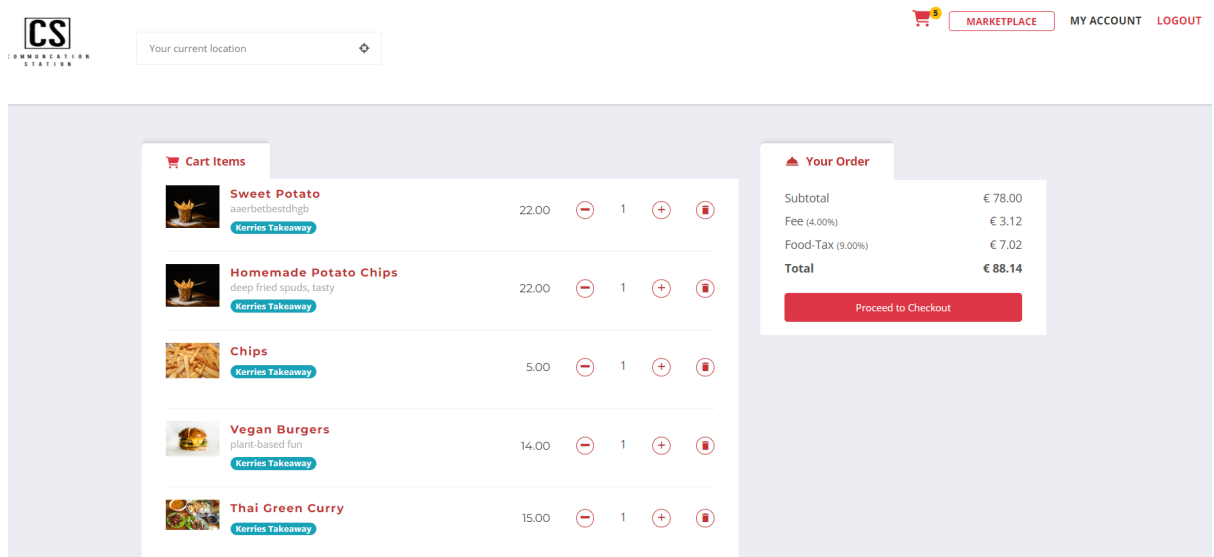 CS
COMMUNCATION
STATION
Your current location
5
MARKETPLACE
MY ACCOUNT
LOGOUT
Cart Items
Sweet Potato
aaerbetbestdhgb
Kerries Takeaway
22.00
1
Homemade Potato Chips
deep fried spuds, tasty
Kerries Takeaway
22.00
1
Chips
Kerries Takeaway
5.00
1
Vegan Burgers
plant-based fun
Kerries Takeaway
14.00
1
Thai Green Curry
Kerries Takeaway
15.00
1
Your Order
Subtotal € 78.00
Fee (4.00%) € 3.12
Food-Tax (9.00%) € 7.02
Total € 88.14
Proceed to Checkout